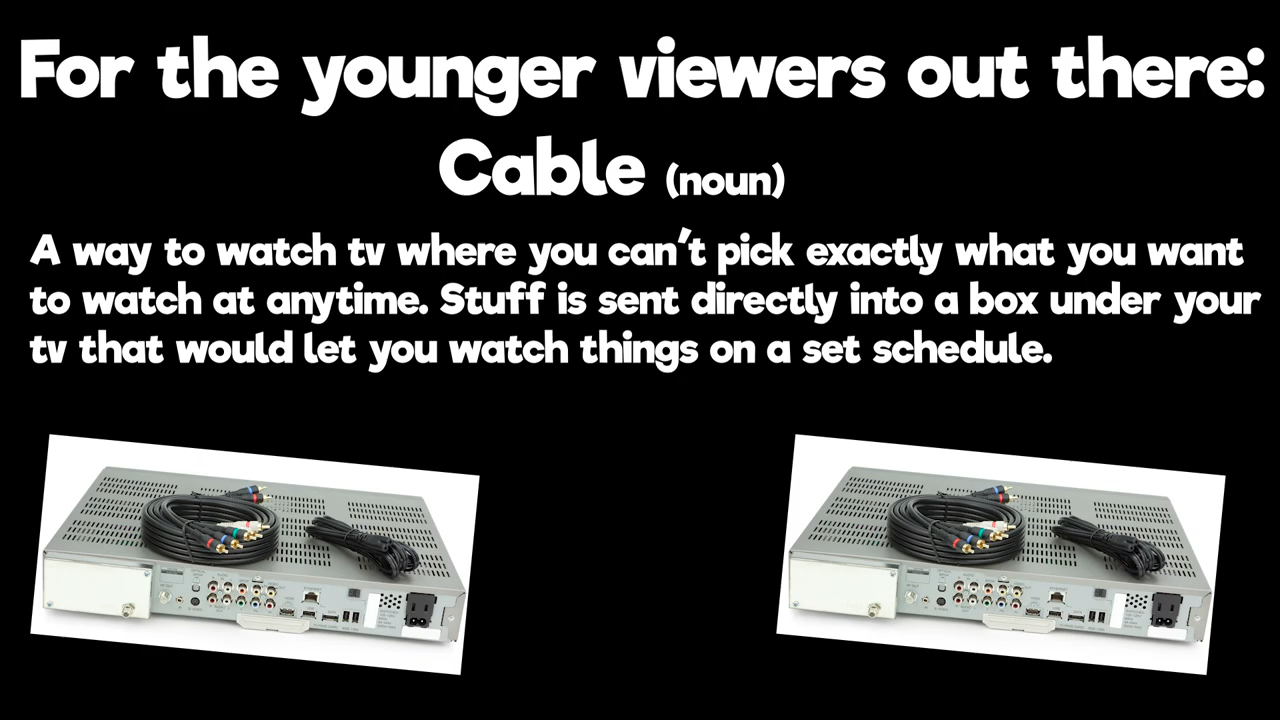 For the younger viewers out there:
Cable (noun)
A way to watch tv where you can't pick exactly what you want
to watch at anytime. Stuff is sent directly into a box under your
tv that would let you watch things on a set schedule.